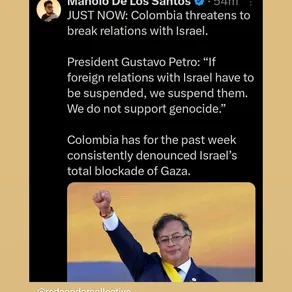 Manolo De Los Santos · 54m
JUST NOW: Colombia threatens to
break relations with Israel.
President Gustavo Petro: “If
foreign relations with Israel have to
be suspended, we suspend them.
We do not support genocide.”
Colombia has for the past week
consistently denounced Israel’s
total blockade of Gaza.